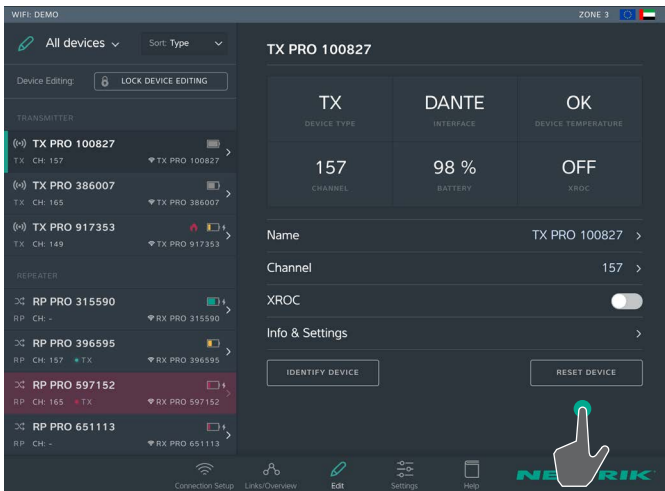 WIFI: DEMO
ZONE 3
All devices
Sort: Type
Device Editing:
LOCK DEVICE EDITING
TRANSMITTER
TX PRO 100827
TX CH: 157
TX PRO 100827
TX PRO 386007
TX CH: 165
TX PRO 386007
TX PRO 917353
TX CH: 149
TX PRO 917353
REPEATER
RP PRO 315590
RP CH: -
RX PRO 315590
RP PRO 396595
RP CH: 157 TX
RX PRO 396595
RP PRO 597152
RP CH: 165 TX
RX PRO 597152
RP PRO 651113
RP CH: -
RX PRO 651113
TX PRO 100827
TX
DEVICE TYPE
DANTE
INTERFACE
OK
DEVICE TEMPERATURE
157
CHANNEL
98 %
BATTERY
OFF
XROC
Name
TX PRO 100827
Channel
157
XROC
Info & Settings
IDENTIFY DEVICE
RESET DEVICE
Connection Setup
Links/Overview
Edit
Settings
Help